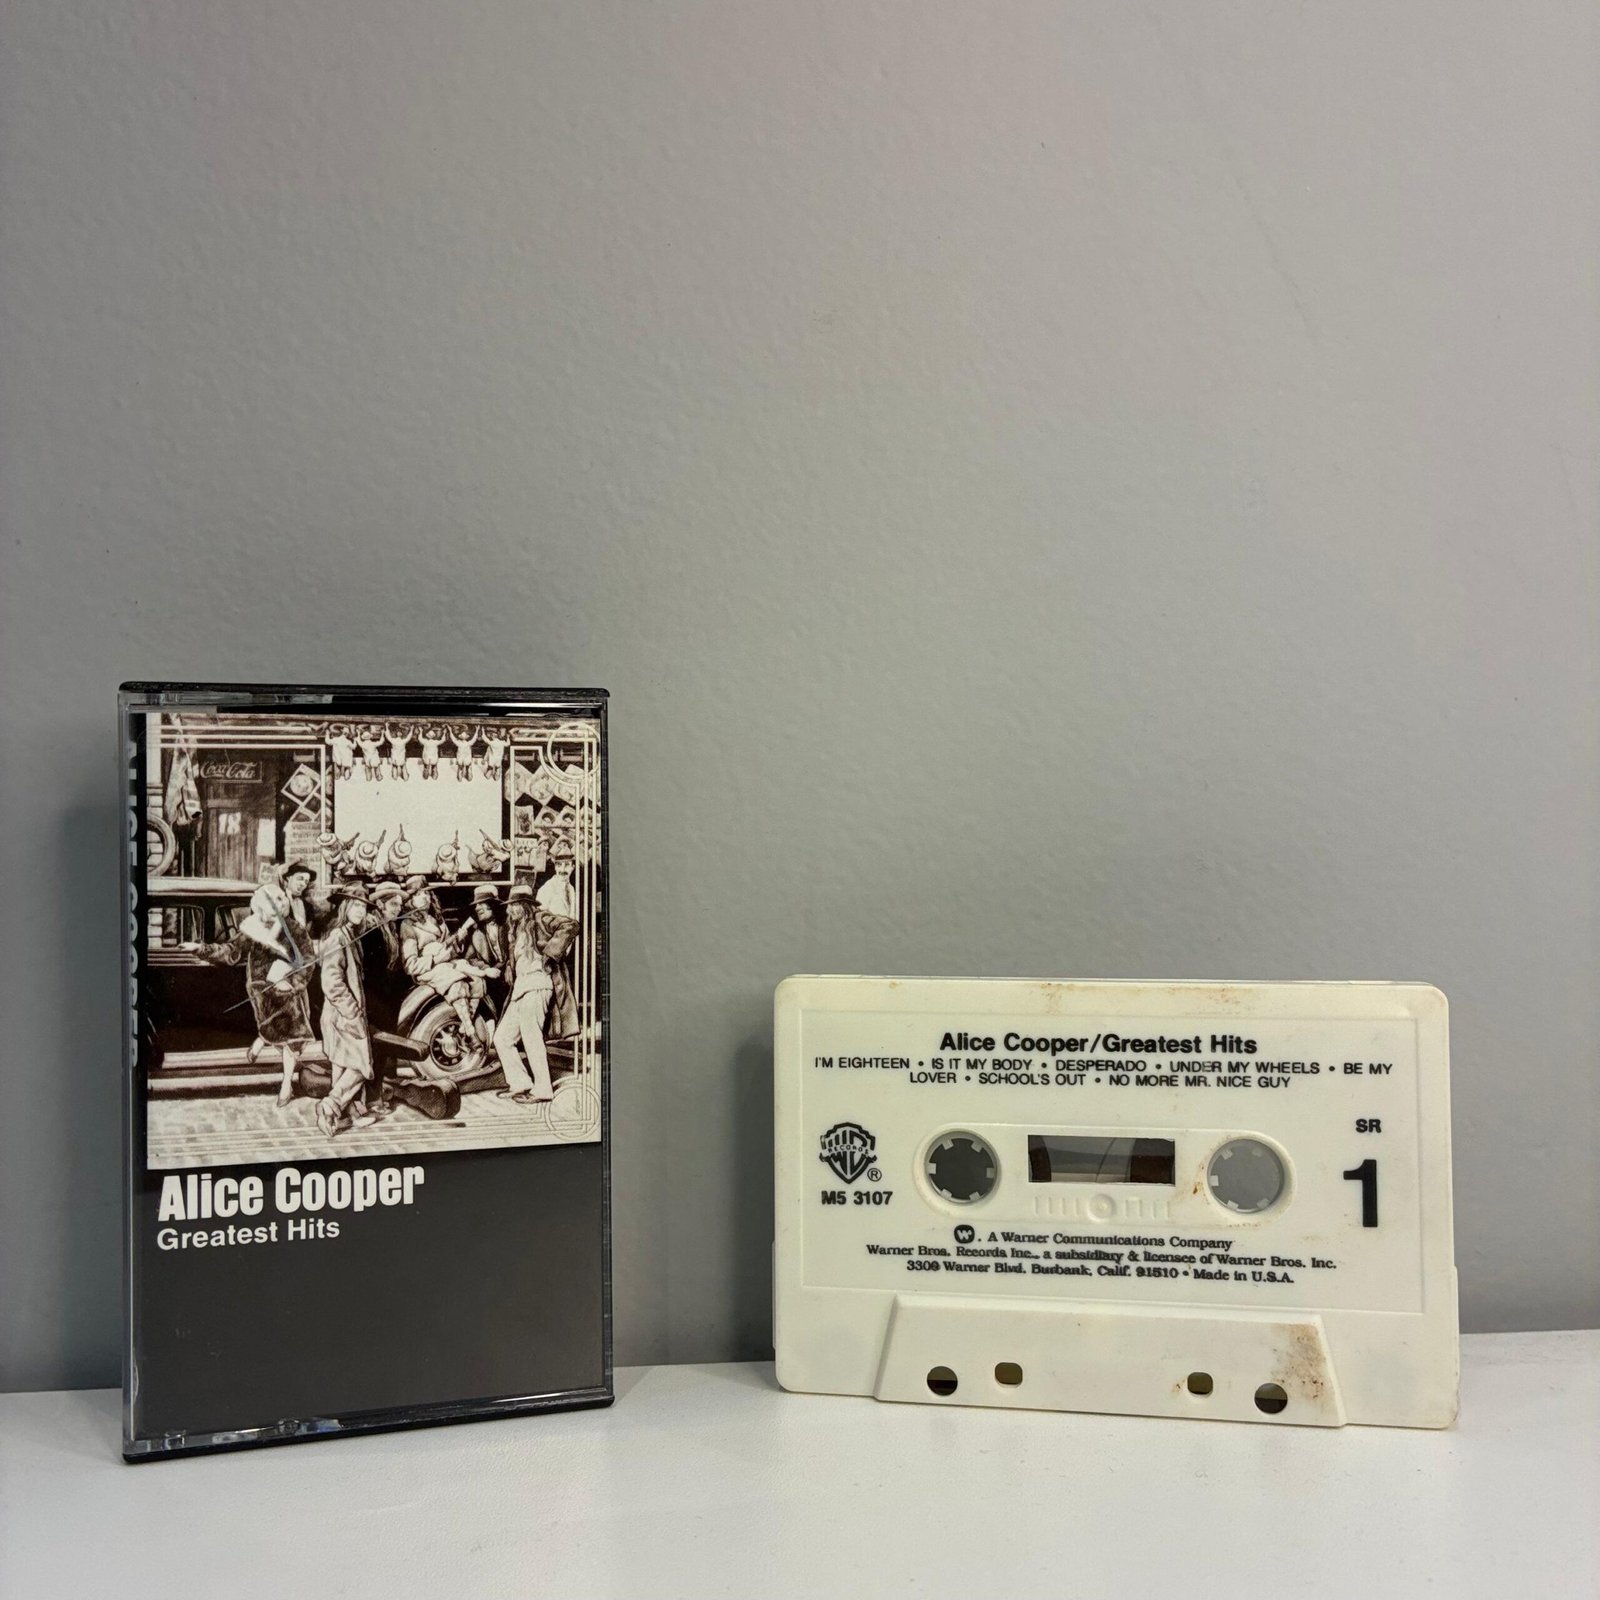 ALICE COOPER
Coca-Cola
18
Alice Cooper
Greatest Hits
Alice Cooper/Greatest Hits
I'M EIGHTEEN • IS IT MY BODY • DESPERADO • UNDER MY WHEELS • BE MY
LOVER • SCHOOL'S OUT • NO MORE MR. NICE GUY
SR
RECORDS
®
M5 3107
1
W. A Warner Communications Company
Warner Bros. Records Inc., a subsidiary & licensee of Warner Bros. Inc.
3300 Warner Blvd. Burbank, Calif. 91510 • Made in U.S.A.